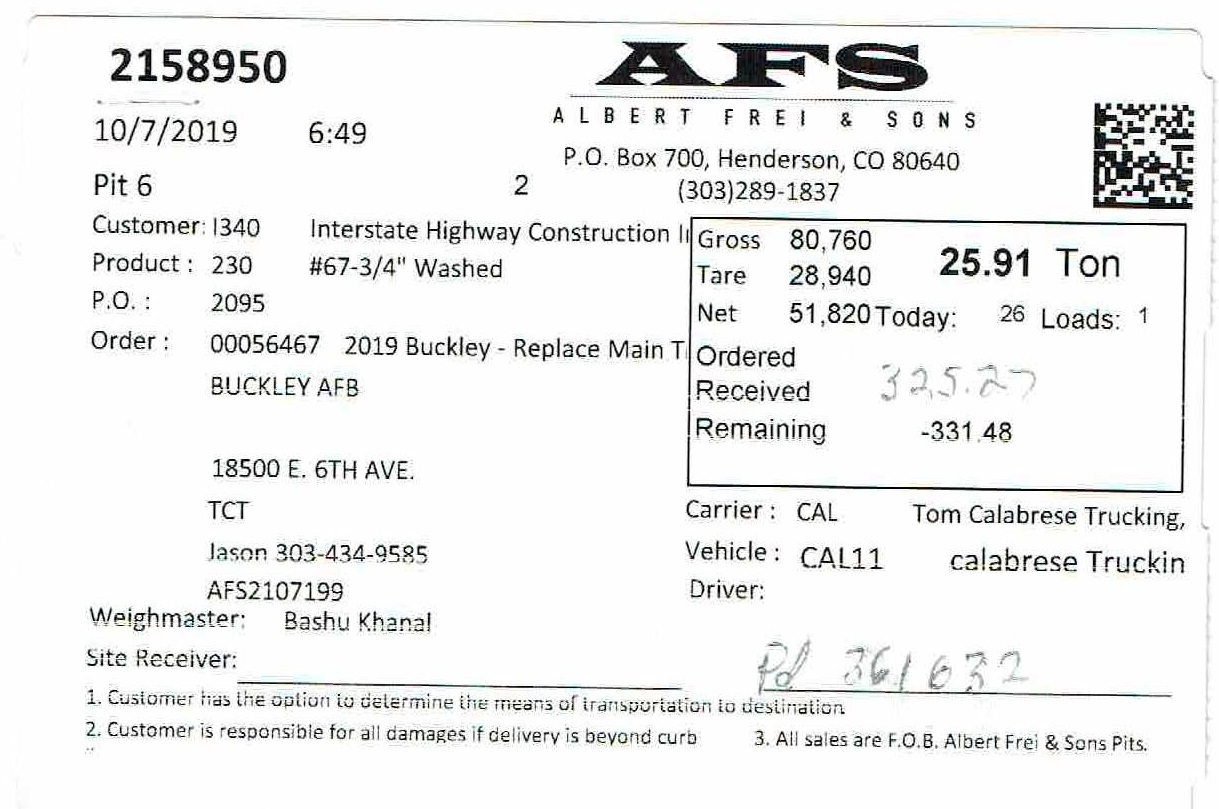 2158950
AFS
ALBERT FREI & SONS
10/7/2019 6:49
P.O. Box 700, Henderson, CO 80640
Pit 6 2 (303)289-1837
Customer: I340 Interstate Highway Construction I
Product : 230 #67-3/4" Washed
P.O. : 2095
Order : 00056467 2019 Buckley - Replace Main T
BUCKLEY AFB
18500 E. 6TH AVE.
TCT
Jason 303-434-9585
AFS2107199
Weighmaster: Bashu Khanal
Site Receiver:
Gross 80,760 25.91 Ton
Tare 28,940
Net 51,820 Today: 26 Loads: 1
Ordered
Received 325.27
Remaining -331.48
Carrier : CAL Tom Calabrese Trucking,
Vehicle : CAL11 calabrese Truckin
Driver:
Pd 361632
1. Customer has the option to determine the means of transportation to destination
2. Customer is responsible for all damages if delivery is beyond curb 3. All sales are F.O.B. Albert Frei & Sons Pits.